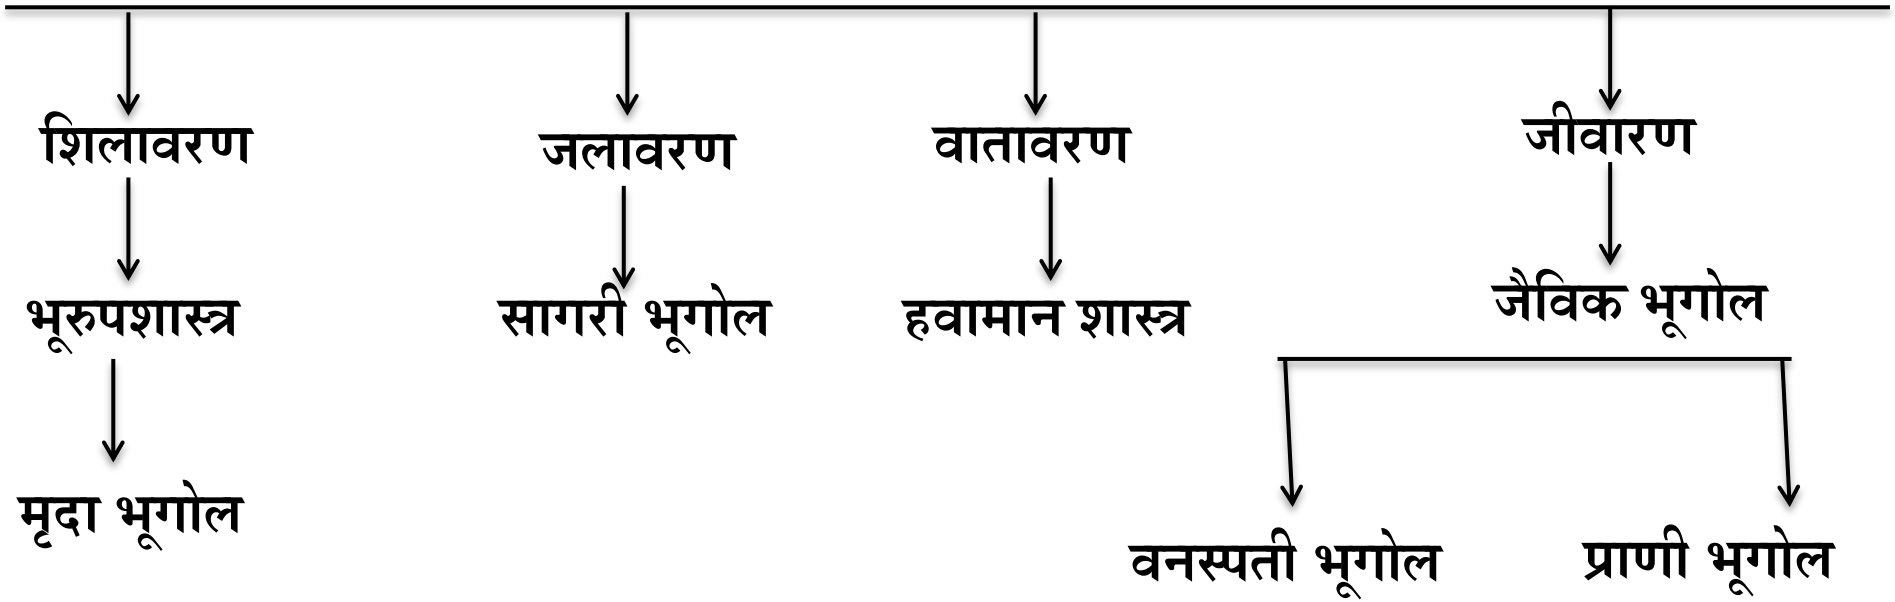 शिलावरण जलावरण वातावरण जीवारण
भूरुपशास्त्र सागरी भूगोल हवामान शास्त्र जैविक भूगोल
मृदा भूगोल वनस्पती भूगोल प्राणी भूगोल